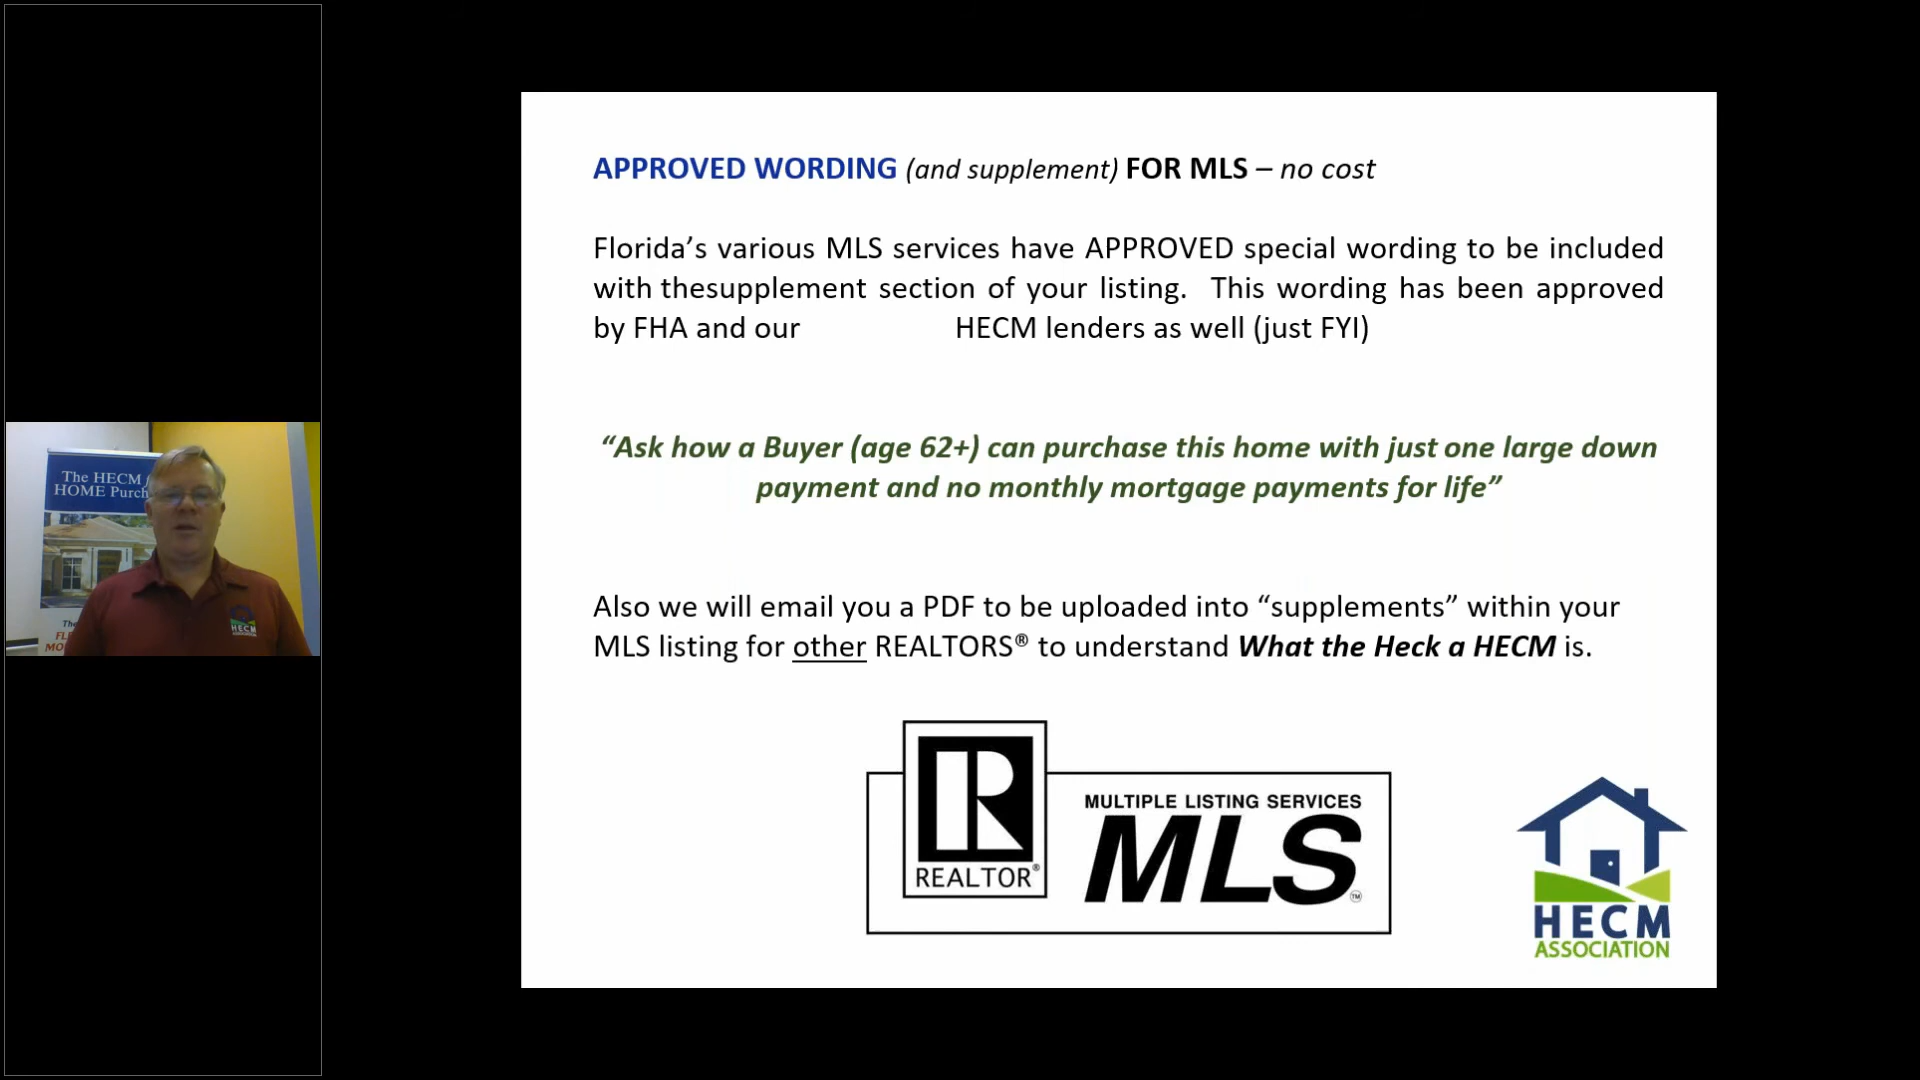 APPROVED WORDING (and supplement) FOR MLS – no cost
Florida’s various MLS services have APPROVED special wording to be included
with thesupplement section of your listing. This wording has been approved
by FHA and our HECM lenders as well (just FYI)
“Ask how a Buyer (age 62+) can purchase this home with just one large down
payment and no monthly mortgage payments for life”
Also we will email you a PDF to be uploaded into “supplements” within your
MLS listing for other REALTORS® to understand What the Heck a HECM is.
R
REALTOR®
MULTIPLE LISTING SERVICES
MLS™
HECM
ASSOCIATION
The HECM
HOME Purch
HECM